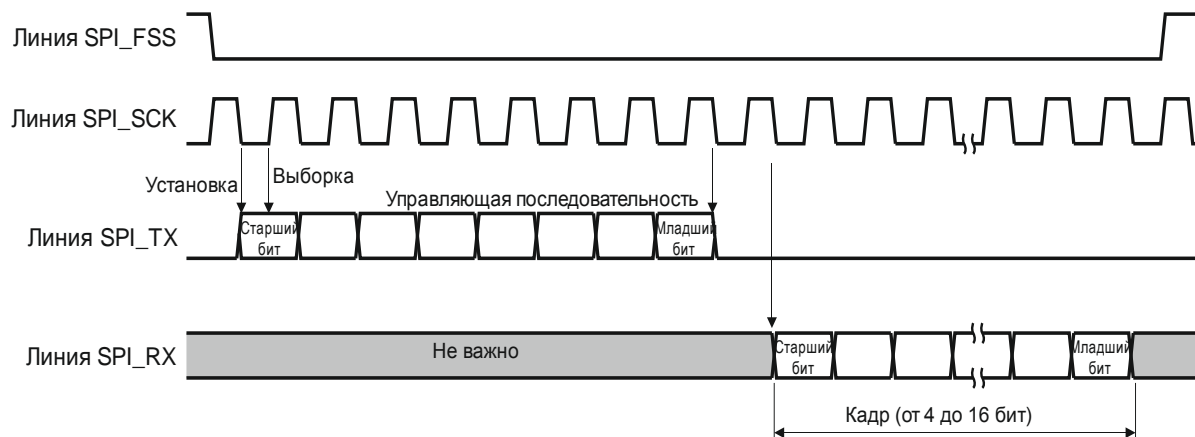 Линия SPI_FSS
Линия SPI_SCK
Установка
Выборка
Управляющая последовательность
Линия SPI_TX
Старший
бит
Младший
бит
Линия SPI_RX
Не важно
Старший
бит
Младший
бит
Кадр (от 4 до 16 бит)